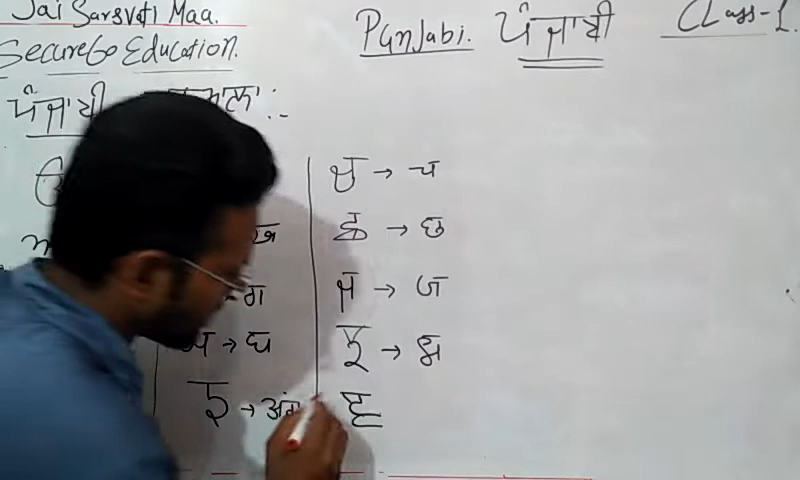 Jai Sarsvati Maa.
Secure Go Education.
Punjabi. ਪੰਜਾਬੀ Class-1.
ਪੰਜਾਬੀ
ਚ → च
ਛ → छ
ਜ → ज
ਝ → झ
ਞ
→ ग
→ घ
ਙ →